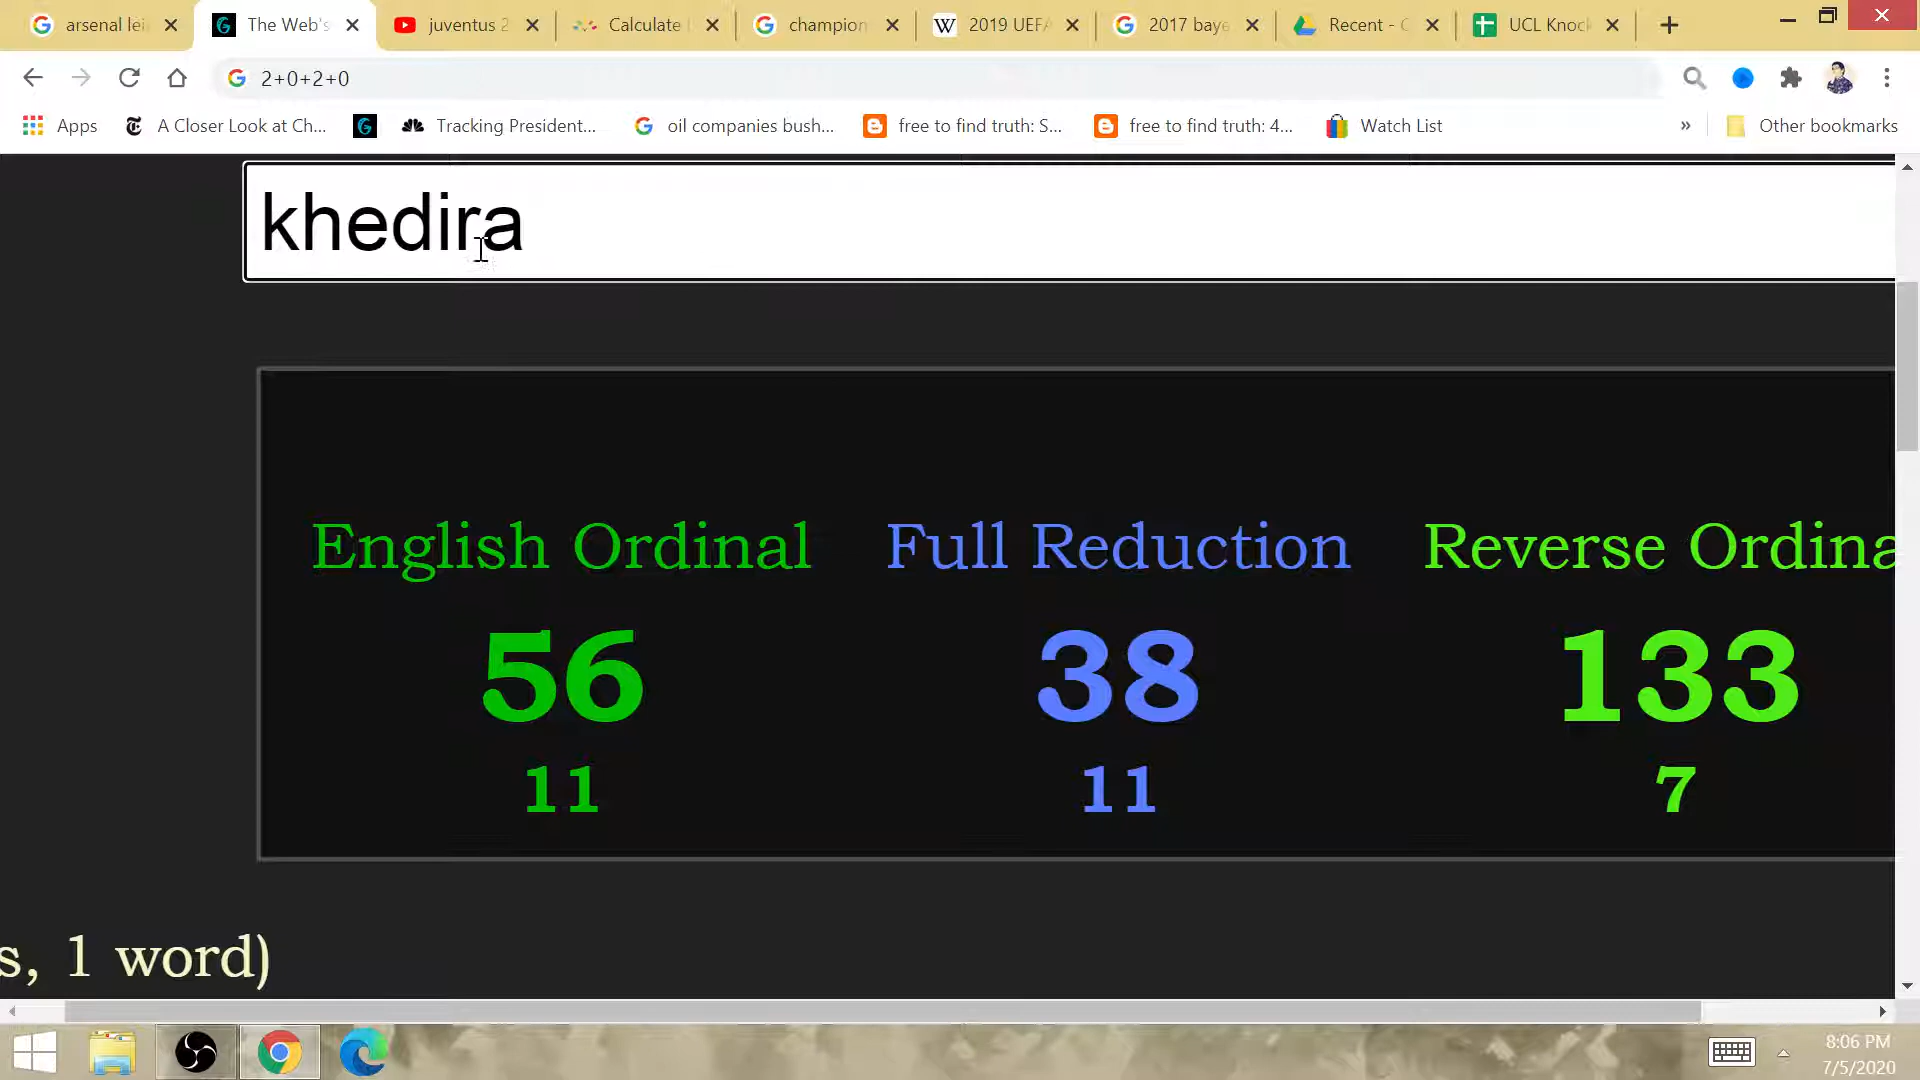 arsenal lei
The Web's
juventus 2
Calculate
champion
2019 UEFA
2017 baye
Recent - G
UCL Knock
2+0+2+0
Apps
A Closer Look at Ch...
Tracking President...
oil companies bush...
free to find truth: S...
free to find truth: 4...
Watch List
»
Other bookmarks
khedira
English Ordinal
Full Reduction
Reverse Ordina
56
38
133
11
11
7
s, 1 word)
8:06 PM
7/5/2020